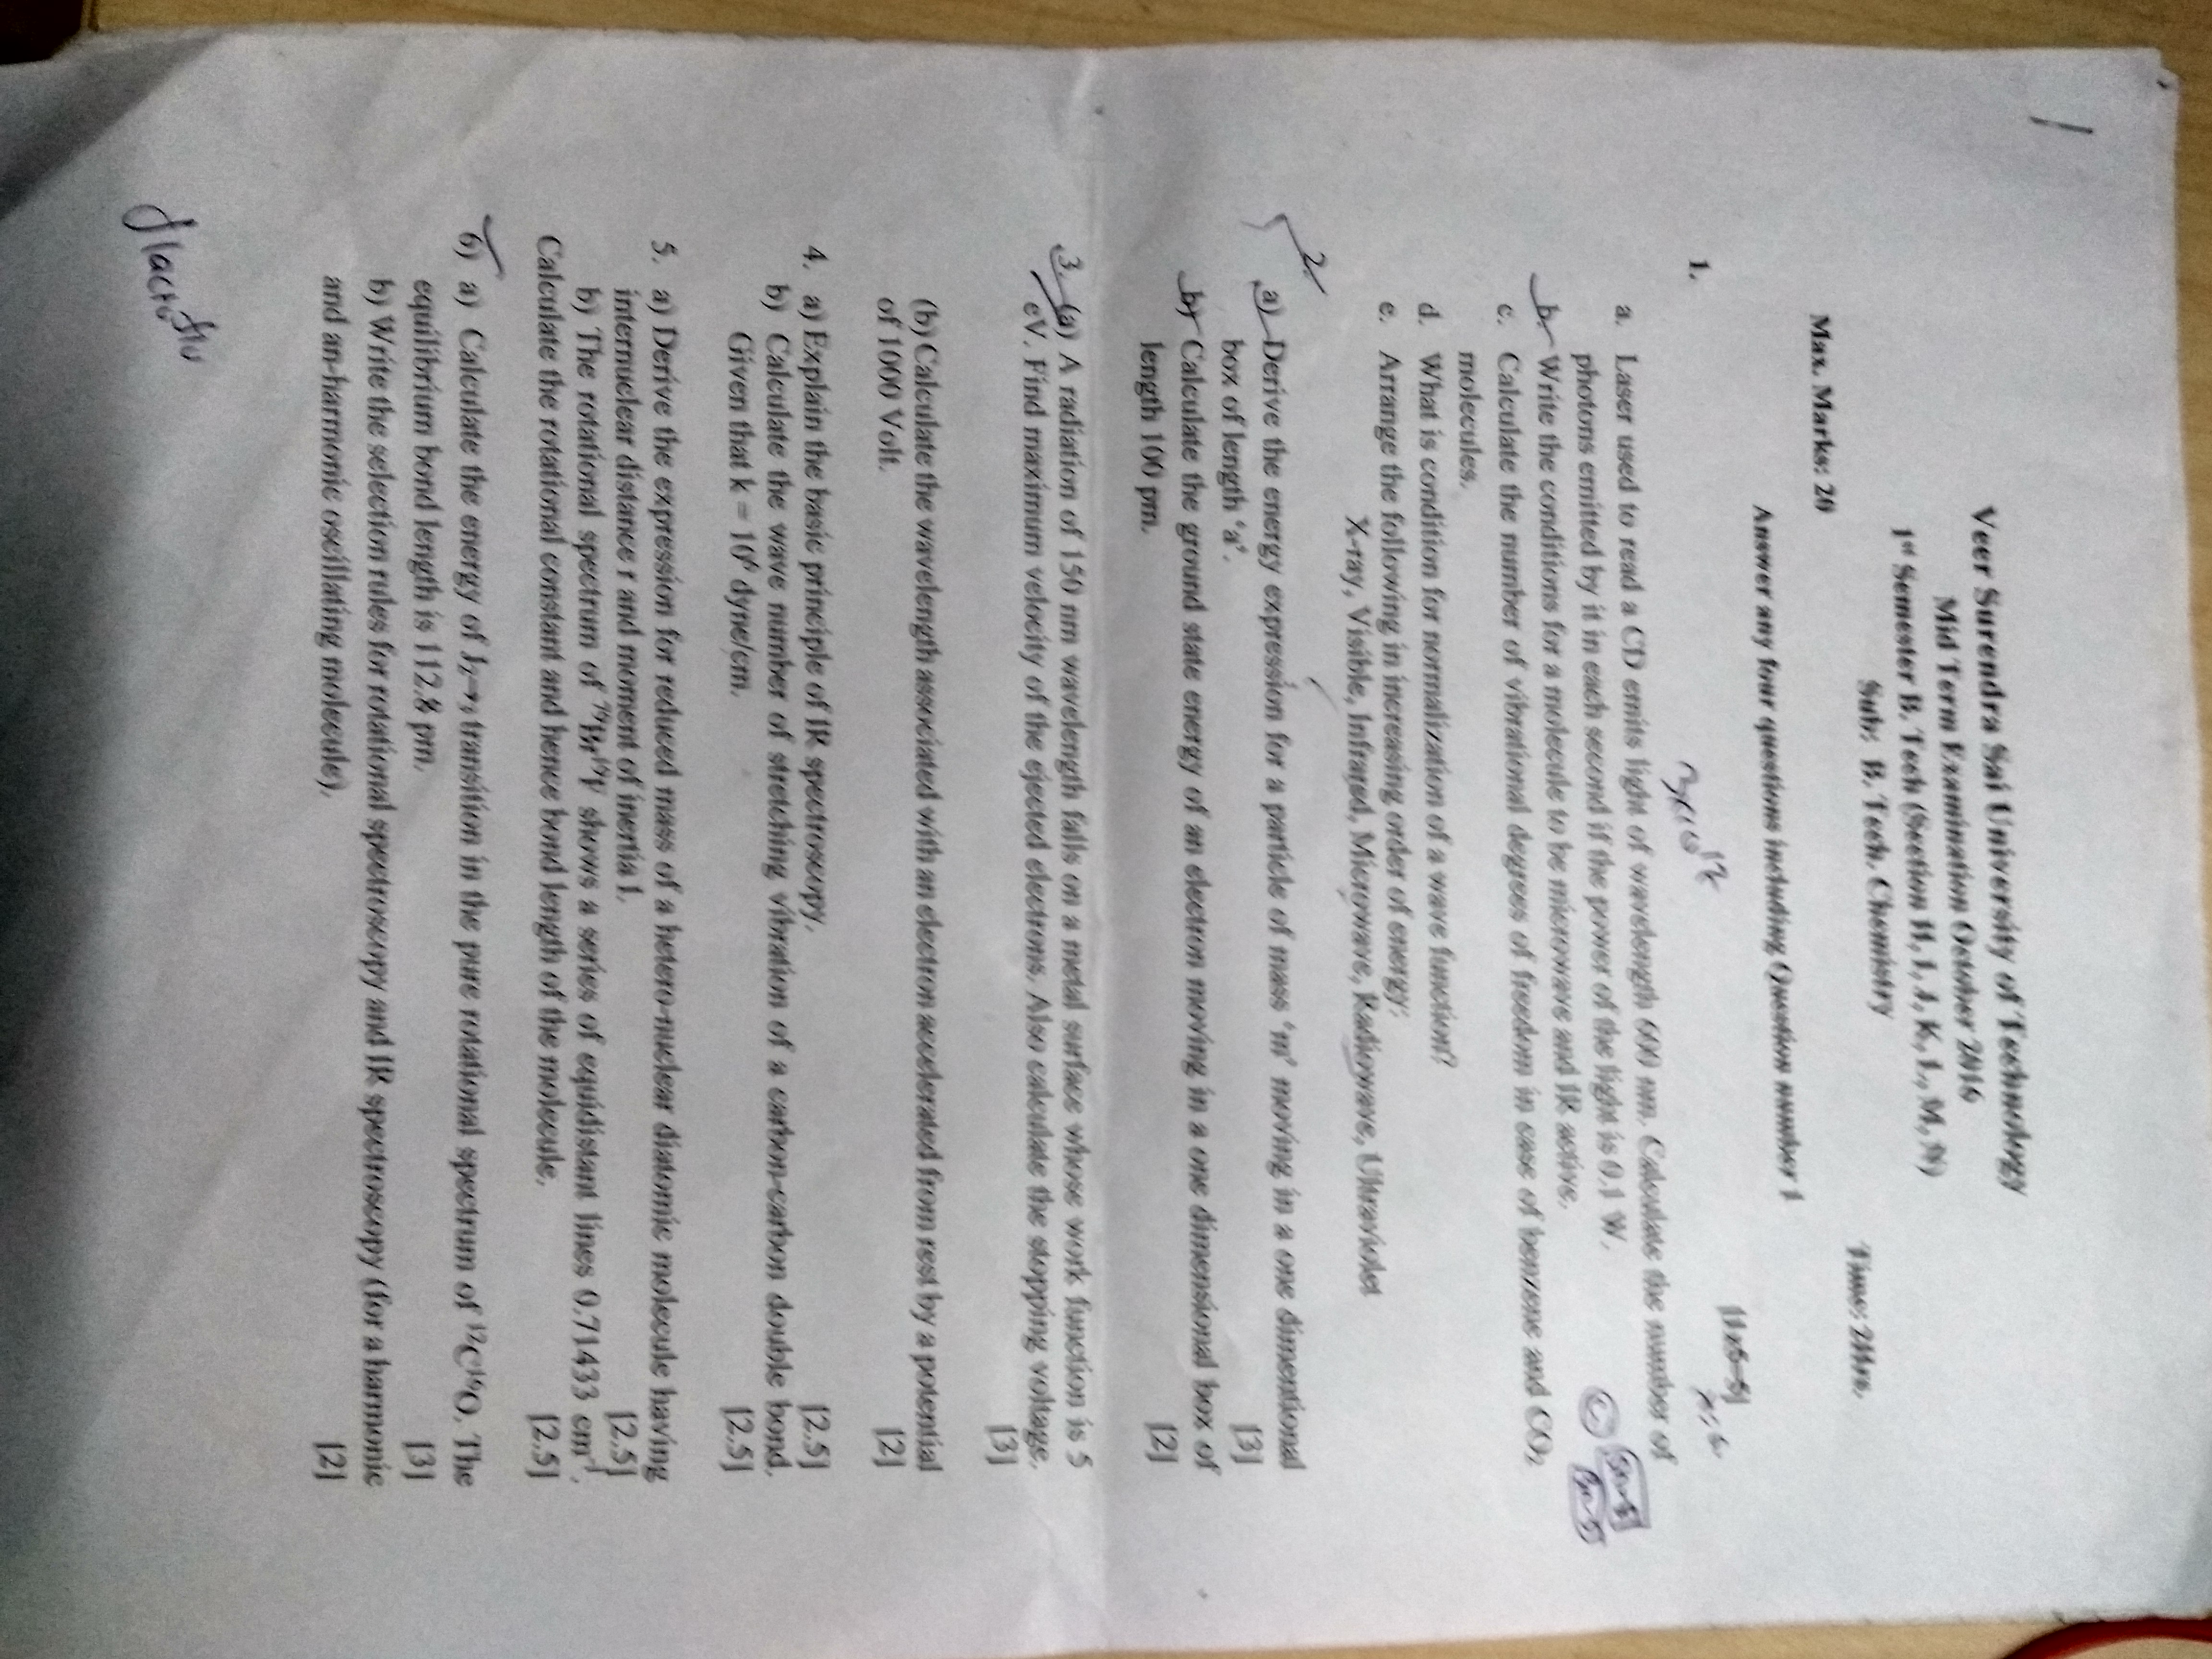 Veer Surendra Sai University of Technology
Mid Term Examination October 2016
1st Semester B. Tech (Section H, I, J, K, L, M, N)
Sub: B. Tech. Chemistry
Max. Marks: 20 Time: 2Hrs.
Answer any four questions including Question number 1
1. [1x5=5]
a. Laser used to read a CD emits light of wavelength 600 nm. Calculate the number of
photons emitted by it in each second if the power of the light is 0.1 W.
b. Write the conditions for a molecule to be microwave and IR active.
c. Calculate the number of vibrational degrees of freedom in case of benzene and CO2
molecules.
d. What is condition for normalization of a wave function?
e. Arrange the following in increasing order of energy:
X-ray, Visible, Infrared, Microwave, Radiowave, Ultraviolet
2.
a) Derive the energy expression for a particle of mass 'm' moving in a one dimentional
box of length 'a'. [3]
b) Calculate the ground state energy of an electron moving in a one dimensional box of
length 100 pm. [2]
3. (a) A radiation of 150 nm wavelength falls on a metal surface whose work function is 5
eV. Find maximum velocity of the ejected electrons. Also calculate the stopping voltage.
[3]
(b) Calculate the wavelength associated with an electron accelerated from rest by a potential
of 1000 Volt. [2]
4. a) Explain the basic principle of IR spectroscopy. [2.5]
b) Calculate the wave number of stretching vibration of a carbon-carbon double bond.
Given that k = 10⁶ dyne/cm. [2.5]
5. a) Derive the expression for reduced mass of a hetero-nuclear diatomic molecule having
internuclear distance r and moment of inertia I. [2.5]
b) The rotational spectrum of ⁷⁹Br¹⁹F shows a series of equidistant lines 0.71433 cm⁻¹.
Calculate the rotational constant and hence bond length of the molecule. [2.5]
6) a) Calculate the energy of transition in the pure rotational spectrum of ¹²C¹⁶O. The
equilibrium bond length is 112.8 pm. [3]
b) Write the selection rules for rotational spectroscopy and IR spectroscopy (for a harmonic
and an-harmonic oscillating molecule). [2]